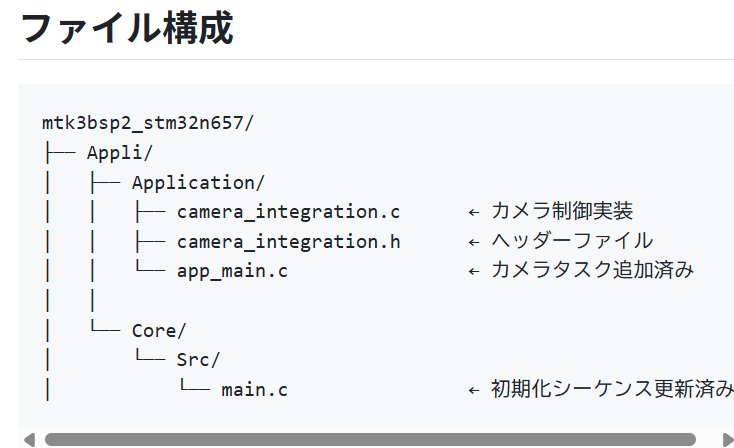 ファイル構成
mtk3bsp2_stm32n657/
├── Appli/
│   ├── Application/
│   │   ├── camera_integration.c      ← カメラ制御実装
│   │   ├── camera_integration.h      ← ヘッダーファイル
│   │   └── app_main.c                ← カメラタスク追加済み
│   │
│   └── Core/
│       └── Src/
│           └── main.c                ← 初期化シーケンス更新済み